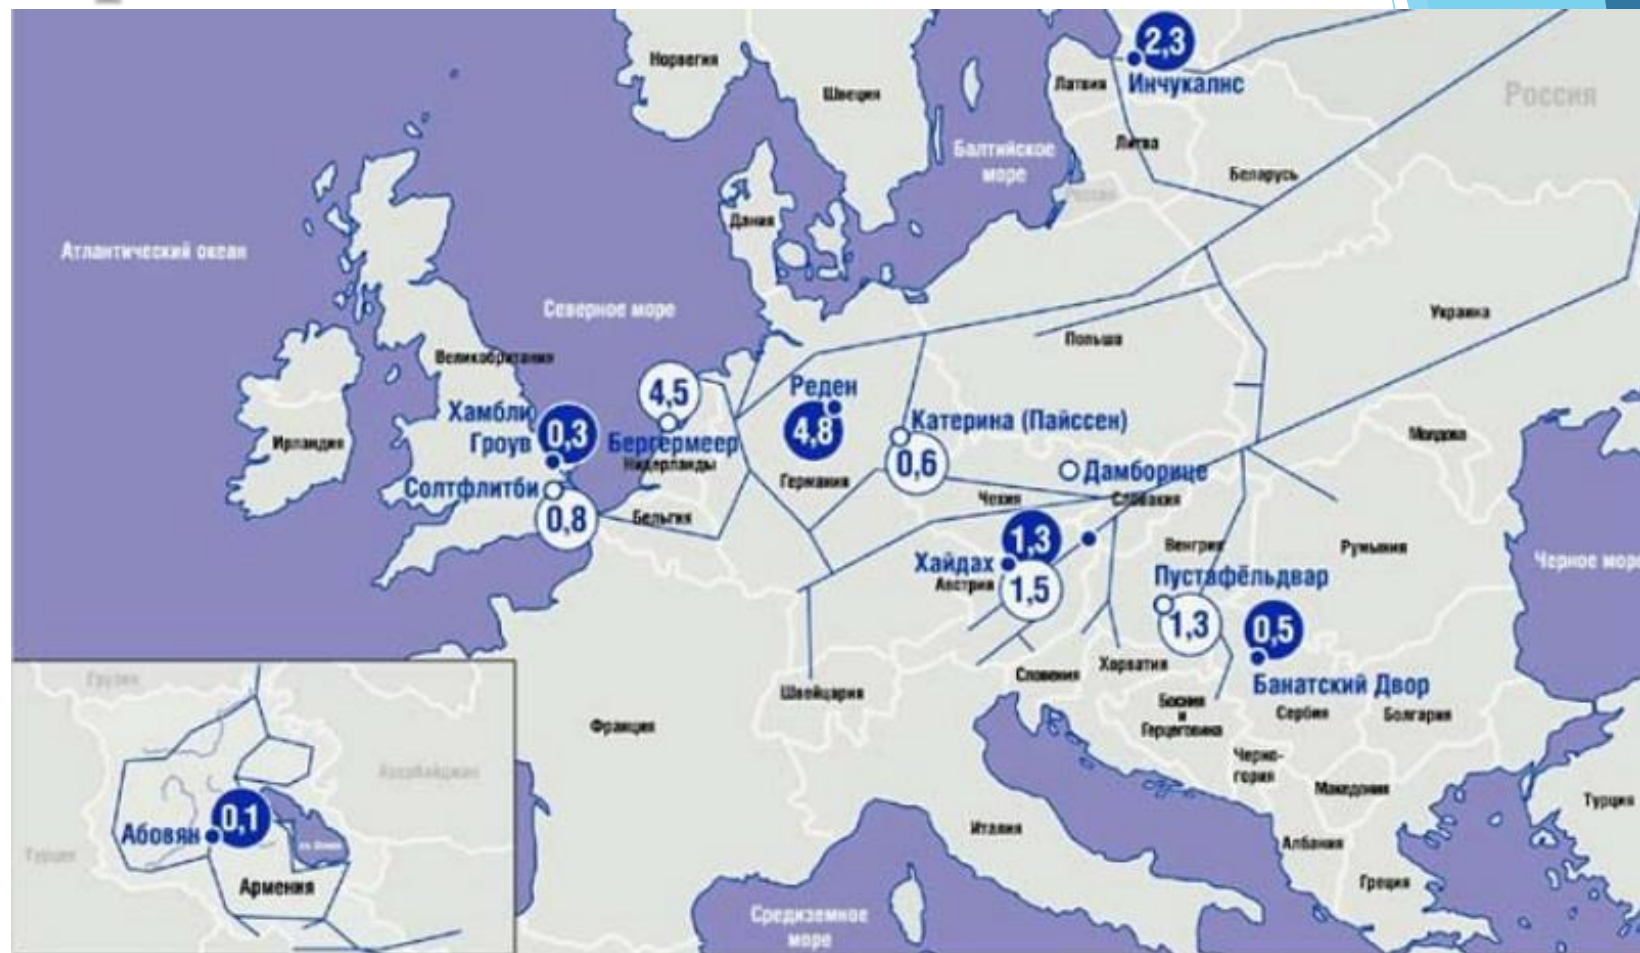 2,3
Инчукалнс
Норвегия
Швеция
Латвия
Россия
Балтийское
море
Литва
Беларусь
Россия
Дания
Атлантический океан
Северное море
Украина
Польша
Великобритания
4,5
Реден
Хамбли
Гроув
0,3
Бергермеер
4,8
Катерина (Пайссен)
Ирландия
Нидерланды
Германия
0,6
Дамборице
Молдова
Солтфлитби
0,8
Бельгия
Чехия
Словакия
1,3
Хайдах
Австрия
1,5
Венгрия
Румыния
Черное море
Пустафёльдвар
1,3
0,5
Банатский Двор
Словения
Хорватия
Швейцария
Франция
Босния
и
Герцеговина
Сербия
Болгария
Черно-
гория
Македония
Турция
Италия
Албания
Греция
Средиземное
море
Грузия
Азербайджан
Абовян
0,1
Турция
Армения